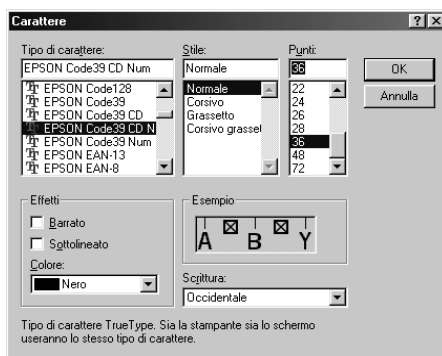 Carattere
Tipo di carattere:
EPSON Code39 CD Num
EPSON Code128
EPSON Code39
EPSON Code39 CD
EPSON Code39 CD N
EPSON Code39 Num
EPSON EAN-13
EPSON EAN-8
Stile:
Normale
Normale
Corsivo
Grassetto
Corsivo grasset
Punti:
36
22
24
26
28
36
48
72
OK
Annulla
Effetti
Barrato
Sottolineato
Colore:
Nero
Esempio
A B Y
Scrittura:
Occidentale
Tipo di carattere TrueType. Sia la stampante sia lo schermo
useranno lo stesso tipo di carattere.